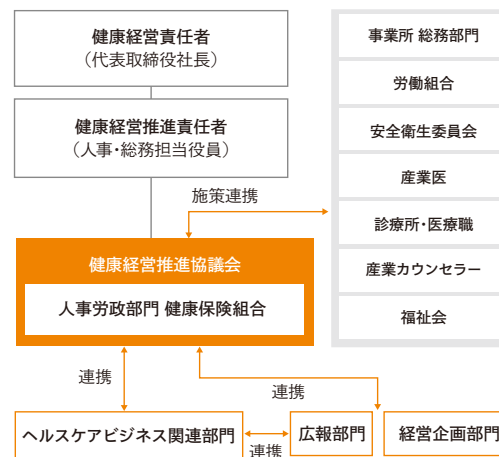 健康経営責任者
（代表取締役社長）
健康経営推進責任者
（人事・総務担当役員）
施策連携
健康経営推進協議会
人事労政部門 健康保険組合
事業所 総務部門
労働組合
安全衛生委員会
産業医
診療所・医療職
産業カウンセラー
福祉会
連携
連携
ヘルスケアビジネス関連部門
連携
広報部門
経営企画部門